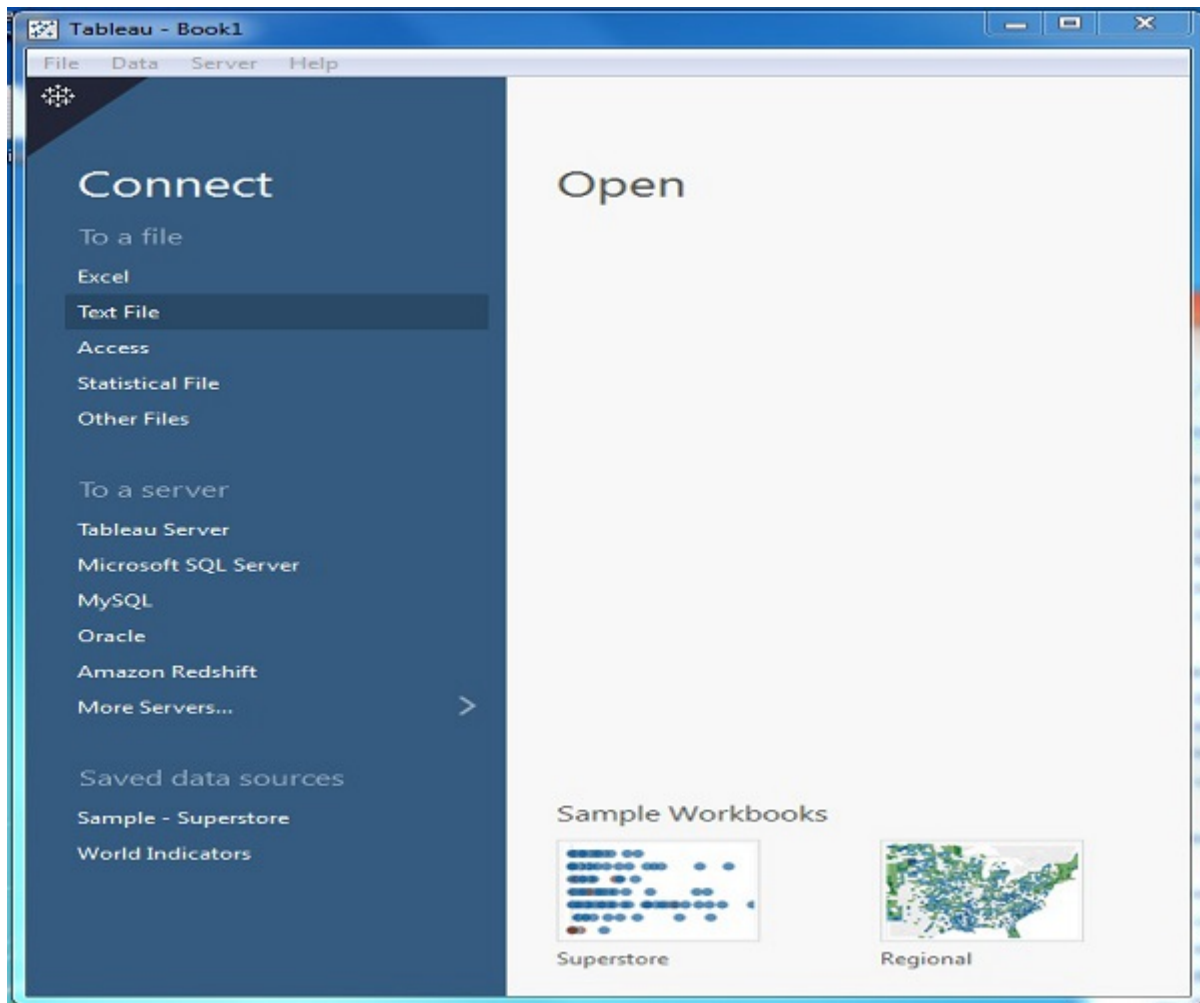 Tableau - Book1
File Data Server Help
Connect
To a file
Excel
Text File
Access
Statistical File
Other Files
To a server
Tableau Server
Microsoft SQL Server
MySQL
Oracle
Amazon Redshift
More Servers...
Saved data sources
Sample - Superstore
World Indicators
Open
Sample Workbooks
Superstore Regional